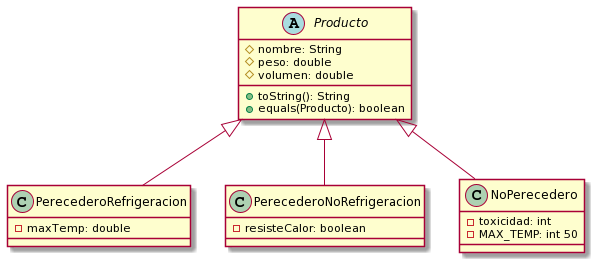 A Producto
nombre: String
peso: double
volumen: double
toString(): String
equals(Producto): boolean
C PerecederoRefrigeracion
maxTemp: double
C PerecederoNoRefrigeracion
resisteCalor: boolean
C NoPerecedero
toxicidad: int
MAX_TEMP: int 50